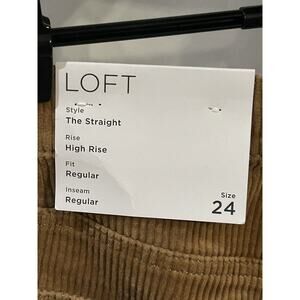 LOFT
Style
The Straight
Rise
High Rise
Fit
Regular
Inseam
Regular
Size
24